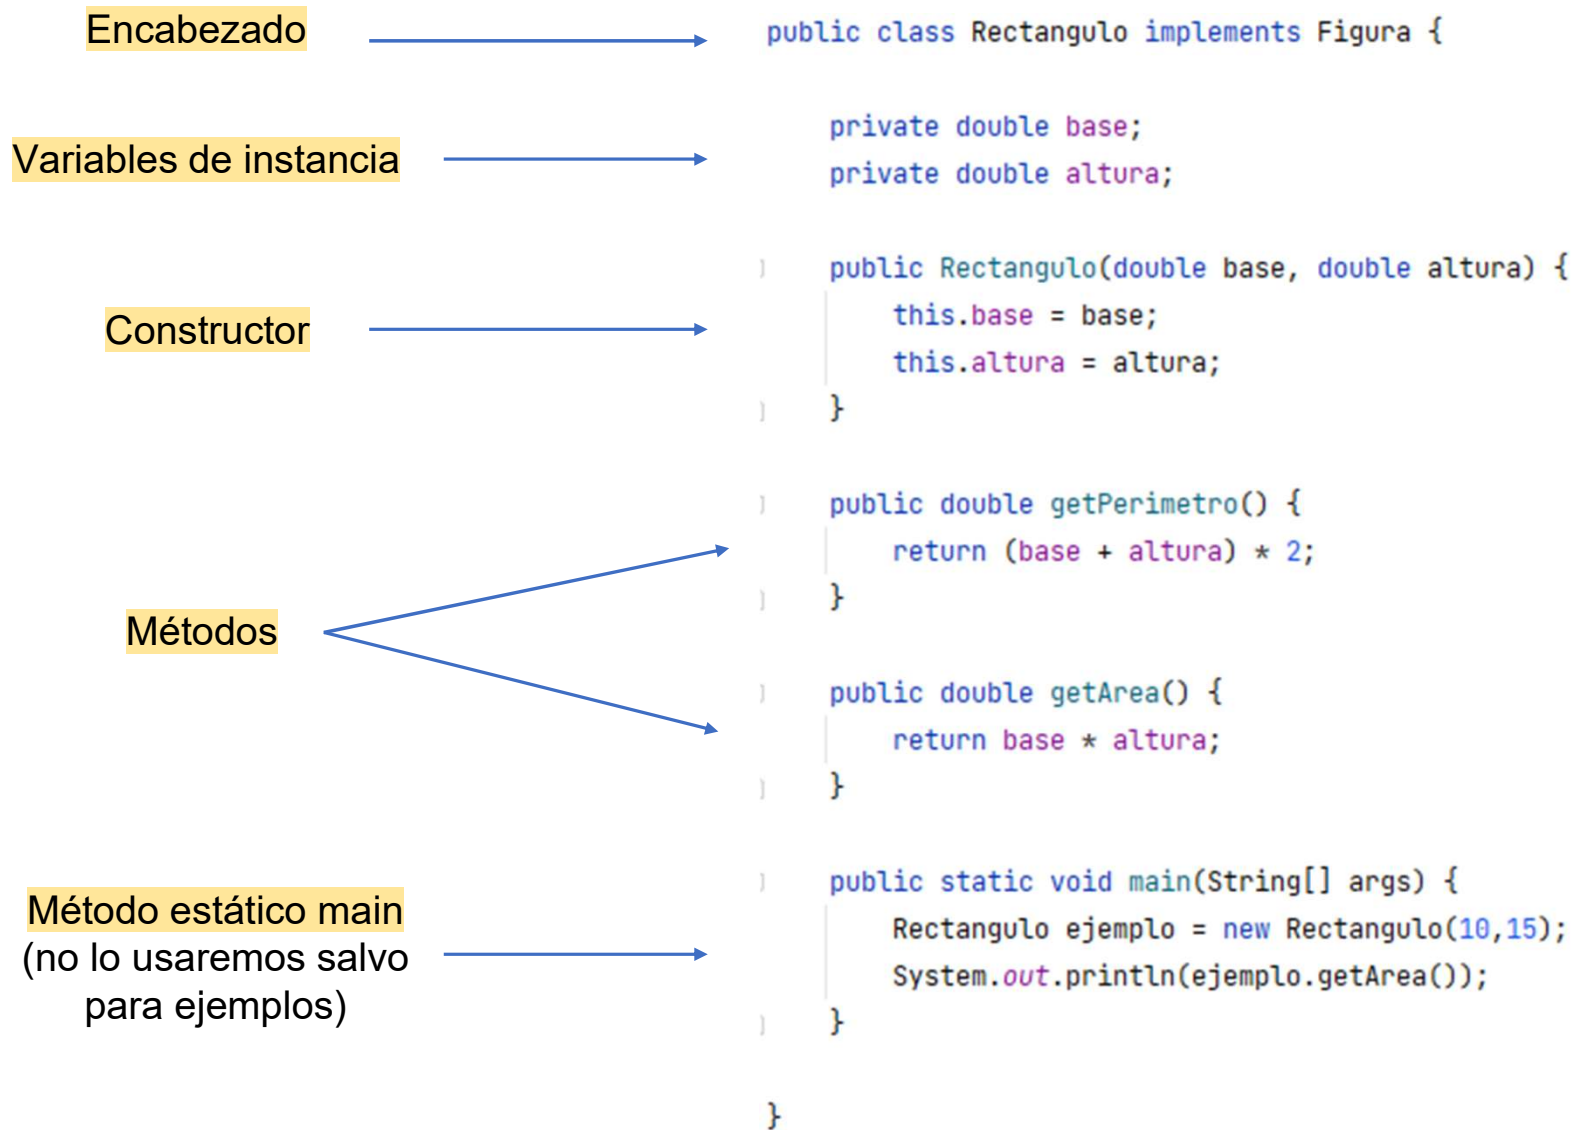 Encabezado
public class Rectangulo implements Figura {
Variables de instancia
private double base;
private double altura;
Constructor
public Rectangulo(double base, double altura) {
this.base = base;
this.altura = altura;
}
Métodos
public double getPerimetro() {
return (base + altura) * 2;
}
public double getArea() {
return base * altura;
}
Método estático main
(no lo usaremos salvo
para ejemplos)
public static void main(String[] args) {
Rectangulo ejemplo = new Rectangulo(10,15);
System.out.println(ejemplo.getArea());
}
}